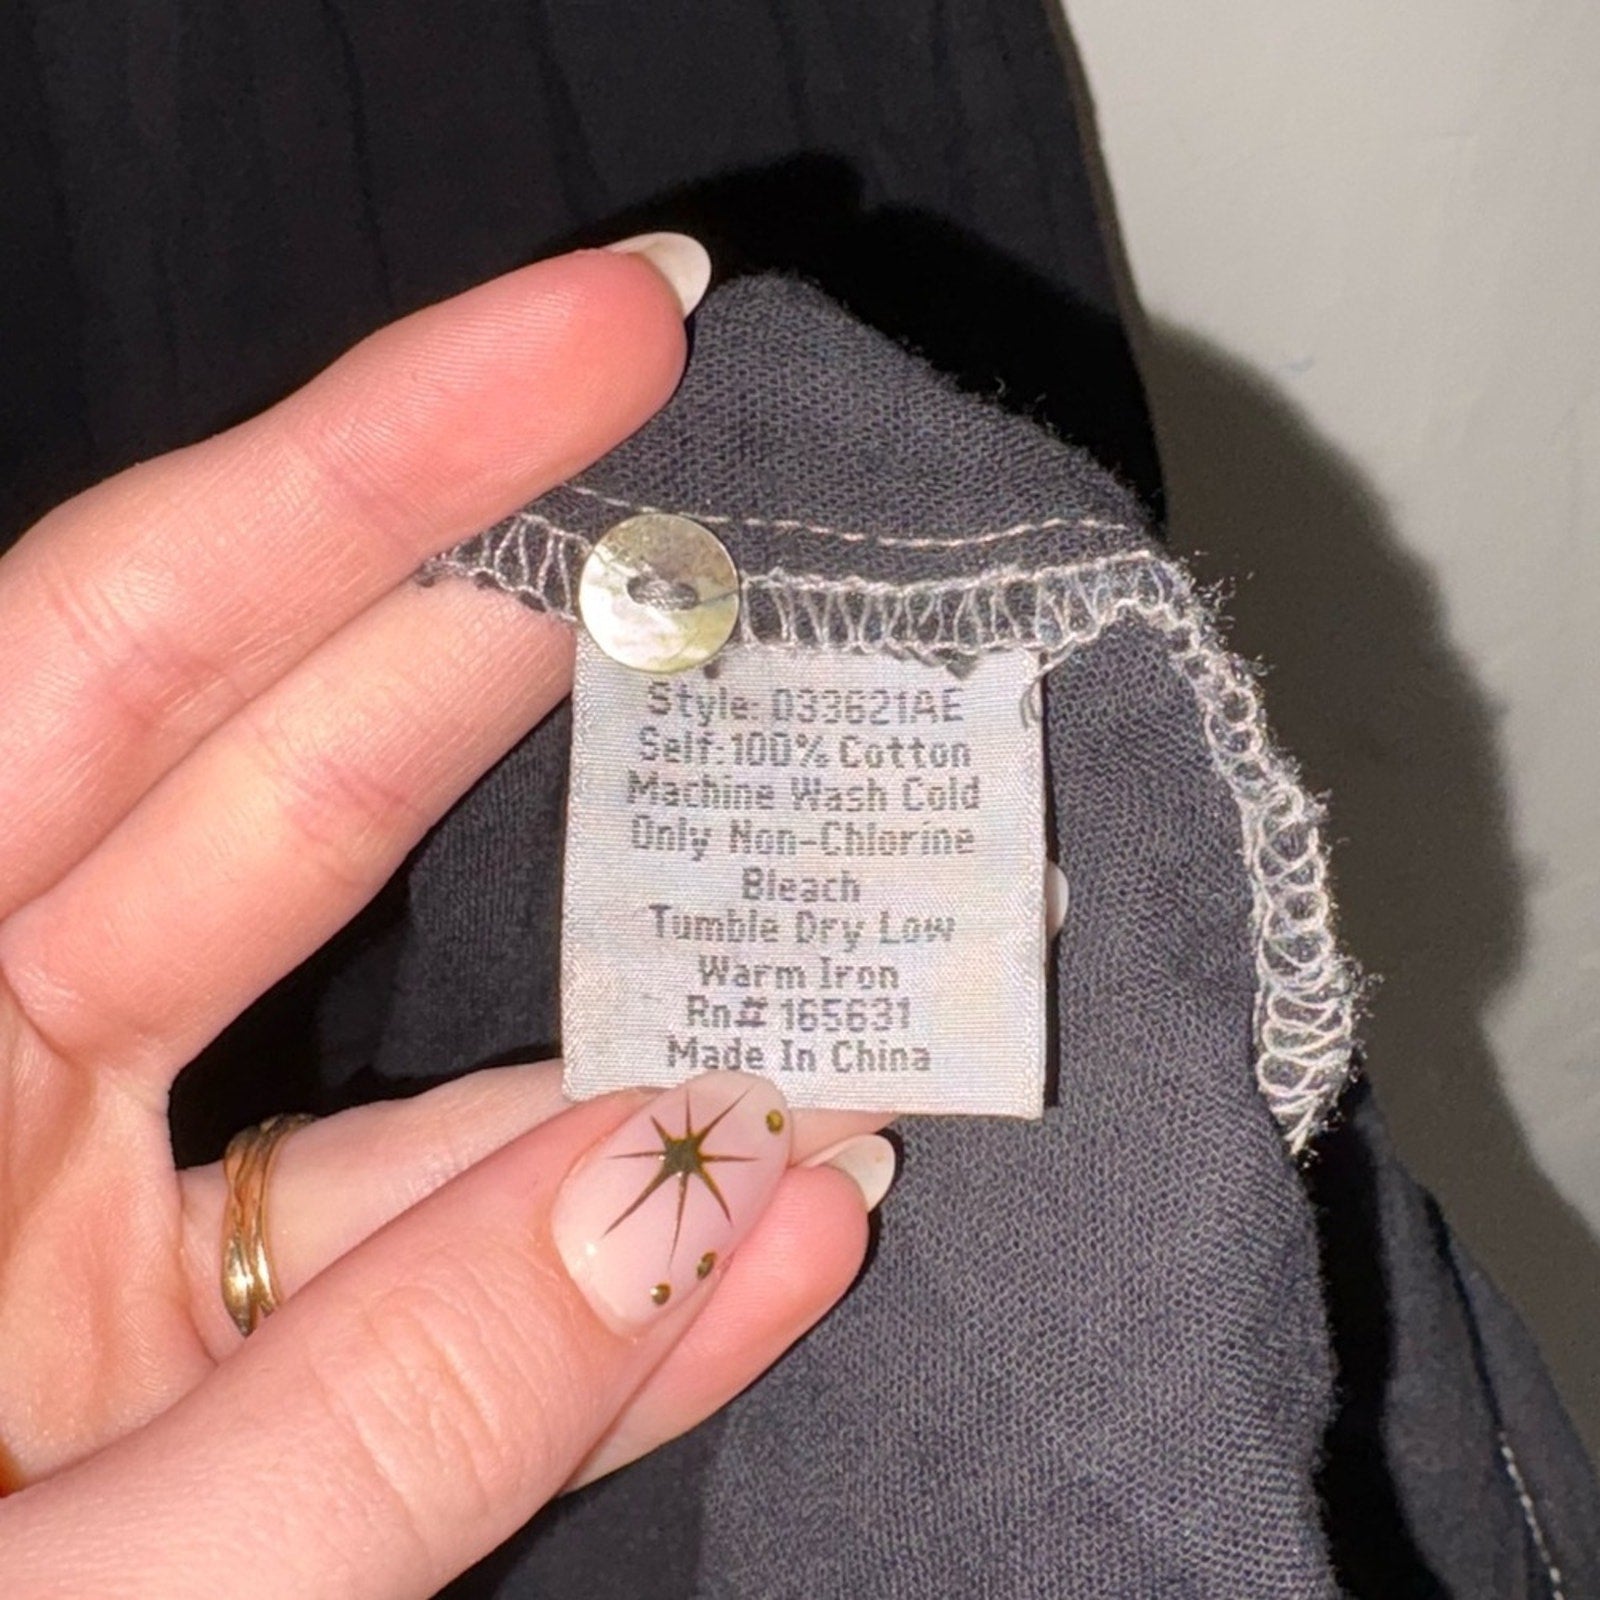 Style: D33621AE
Self:100% Cotton
Machine Wash Cold
Only Non-Chlorine
Bleach
Tumble Dry Low
Warm Iron
Rn# 165631
Made In China